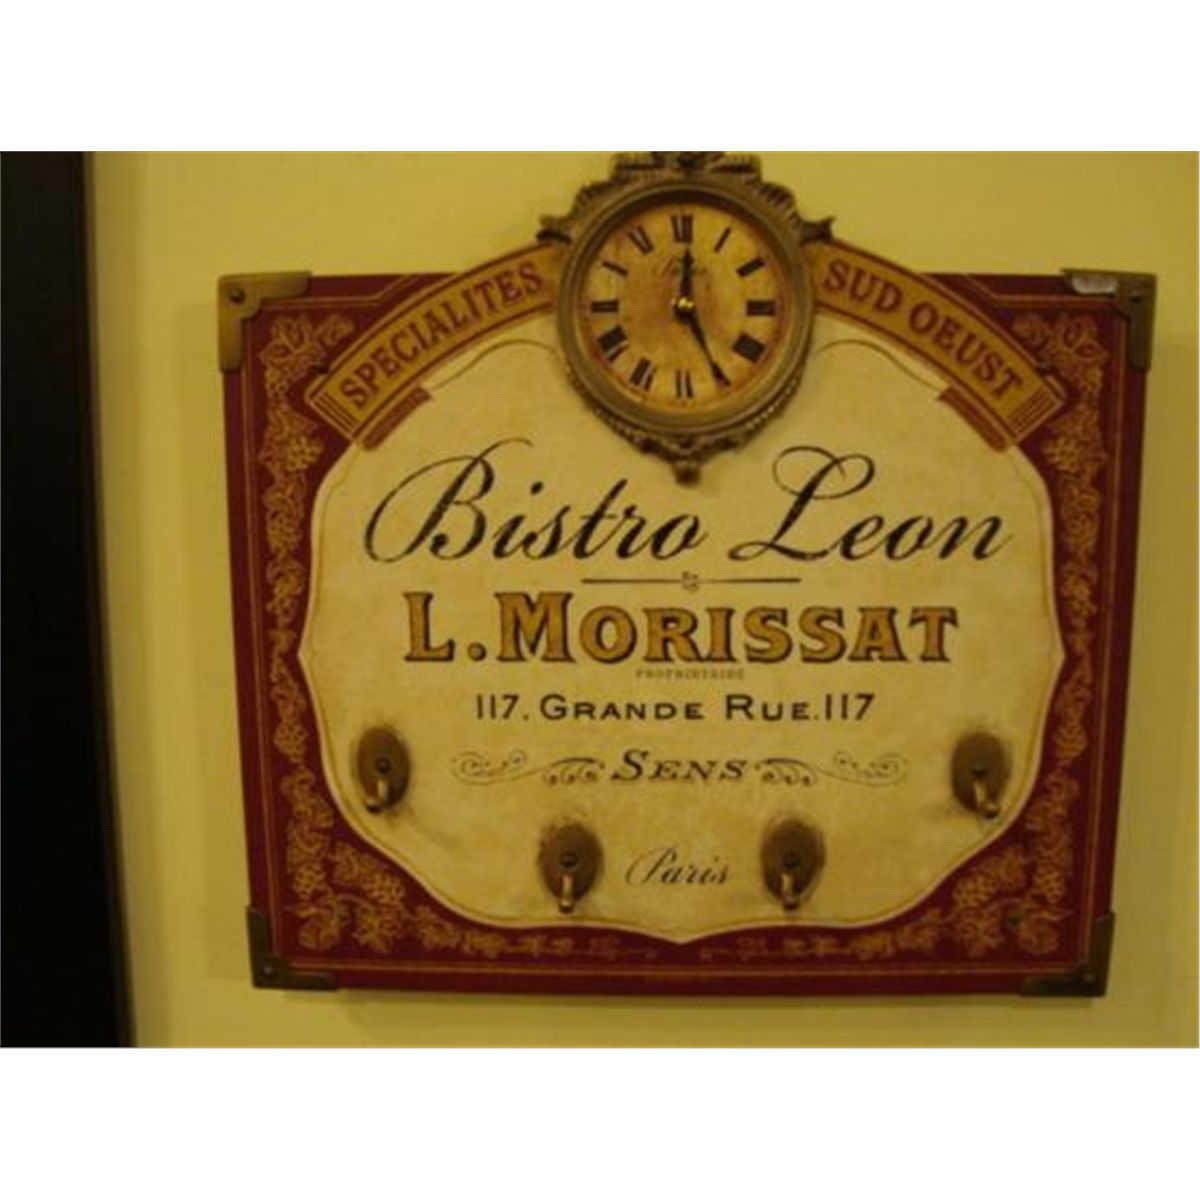 SPECIALITES SUD OEUST
Bistro Leon
L. MORISSAT
PROPRIETAIRE
117. GRANDE RUE. 117
SENS
Paris